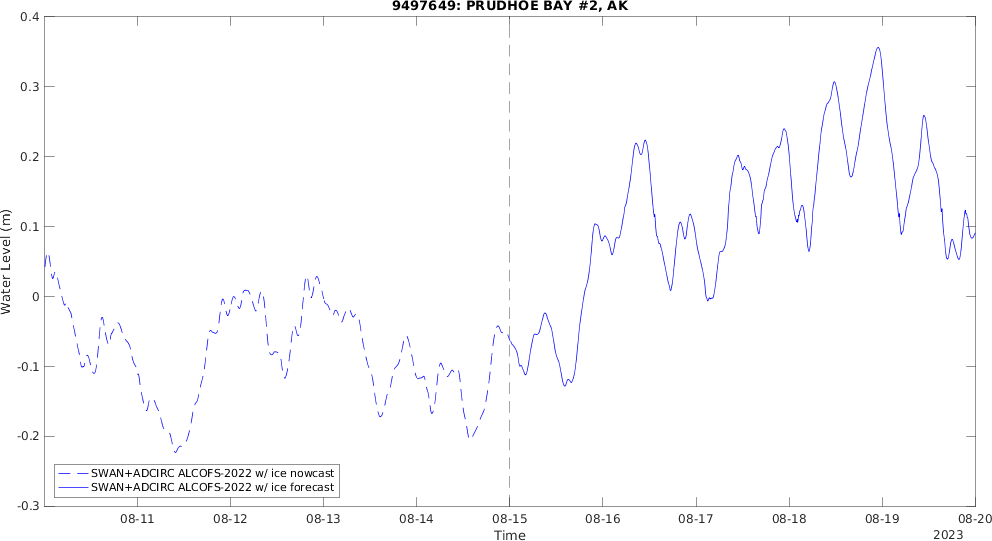 9497649: PRUDHOE BAY #2, AK
0.4
0.3
0.2
0.1
0
-0.1
-0.2
-0.3
Water Level (m)
SWAN+ADCIRC ALCOFS-2022 w/ ice nowcast
SWAN+ADCIRC ALCOFS-2022 w/ ice forecast
08-11 08-12 08-13 08-14 08-15 08-16 08-17 08-18 08-19 08-20
Time
2023